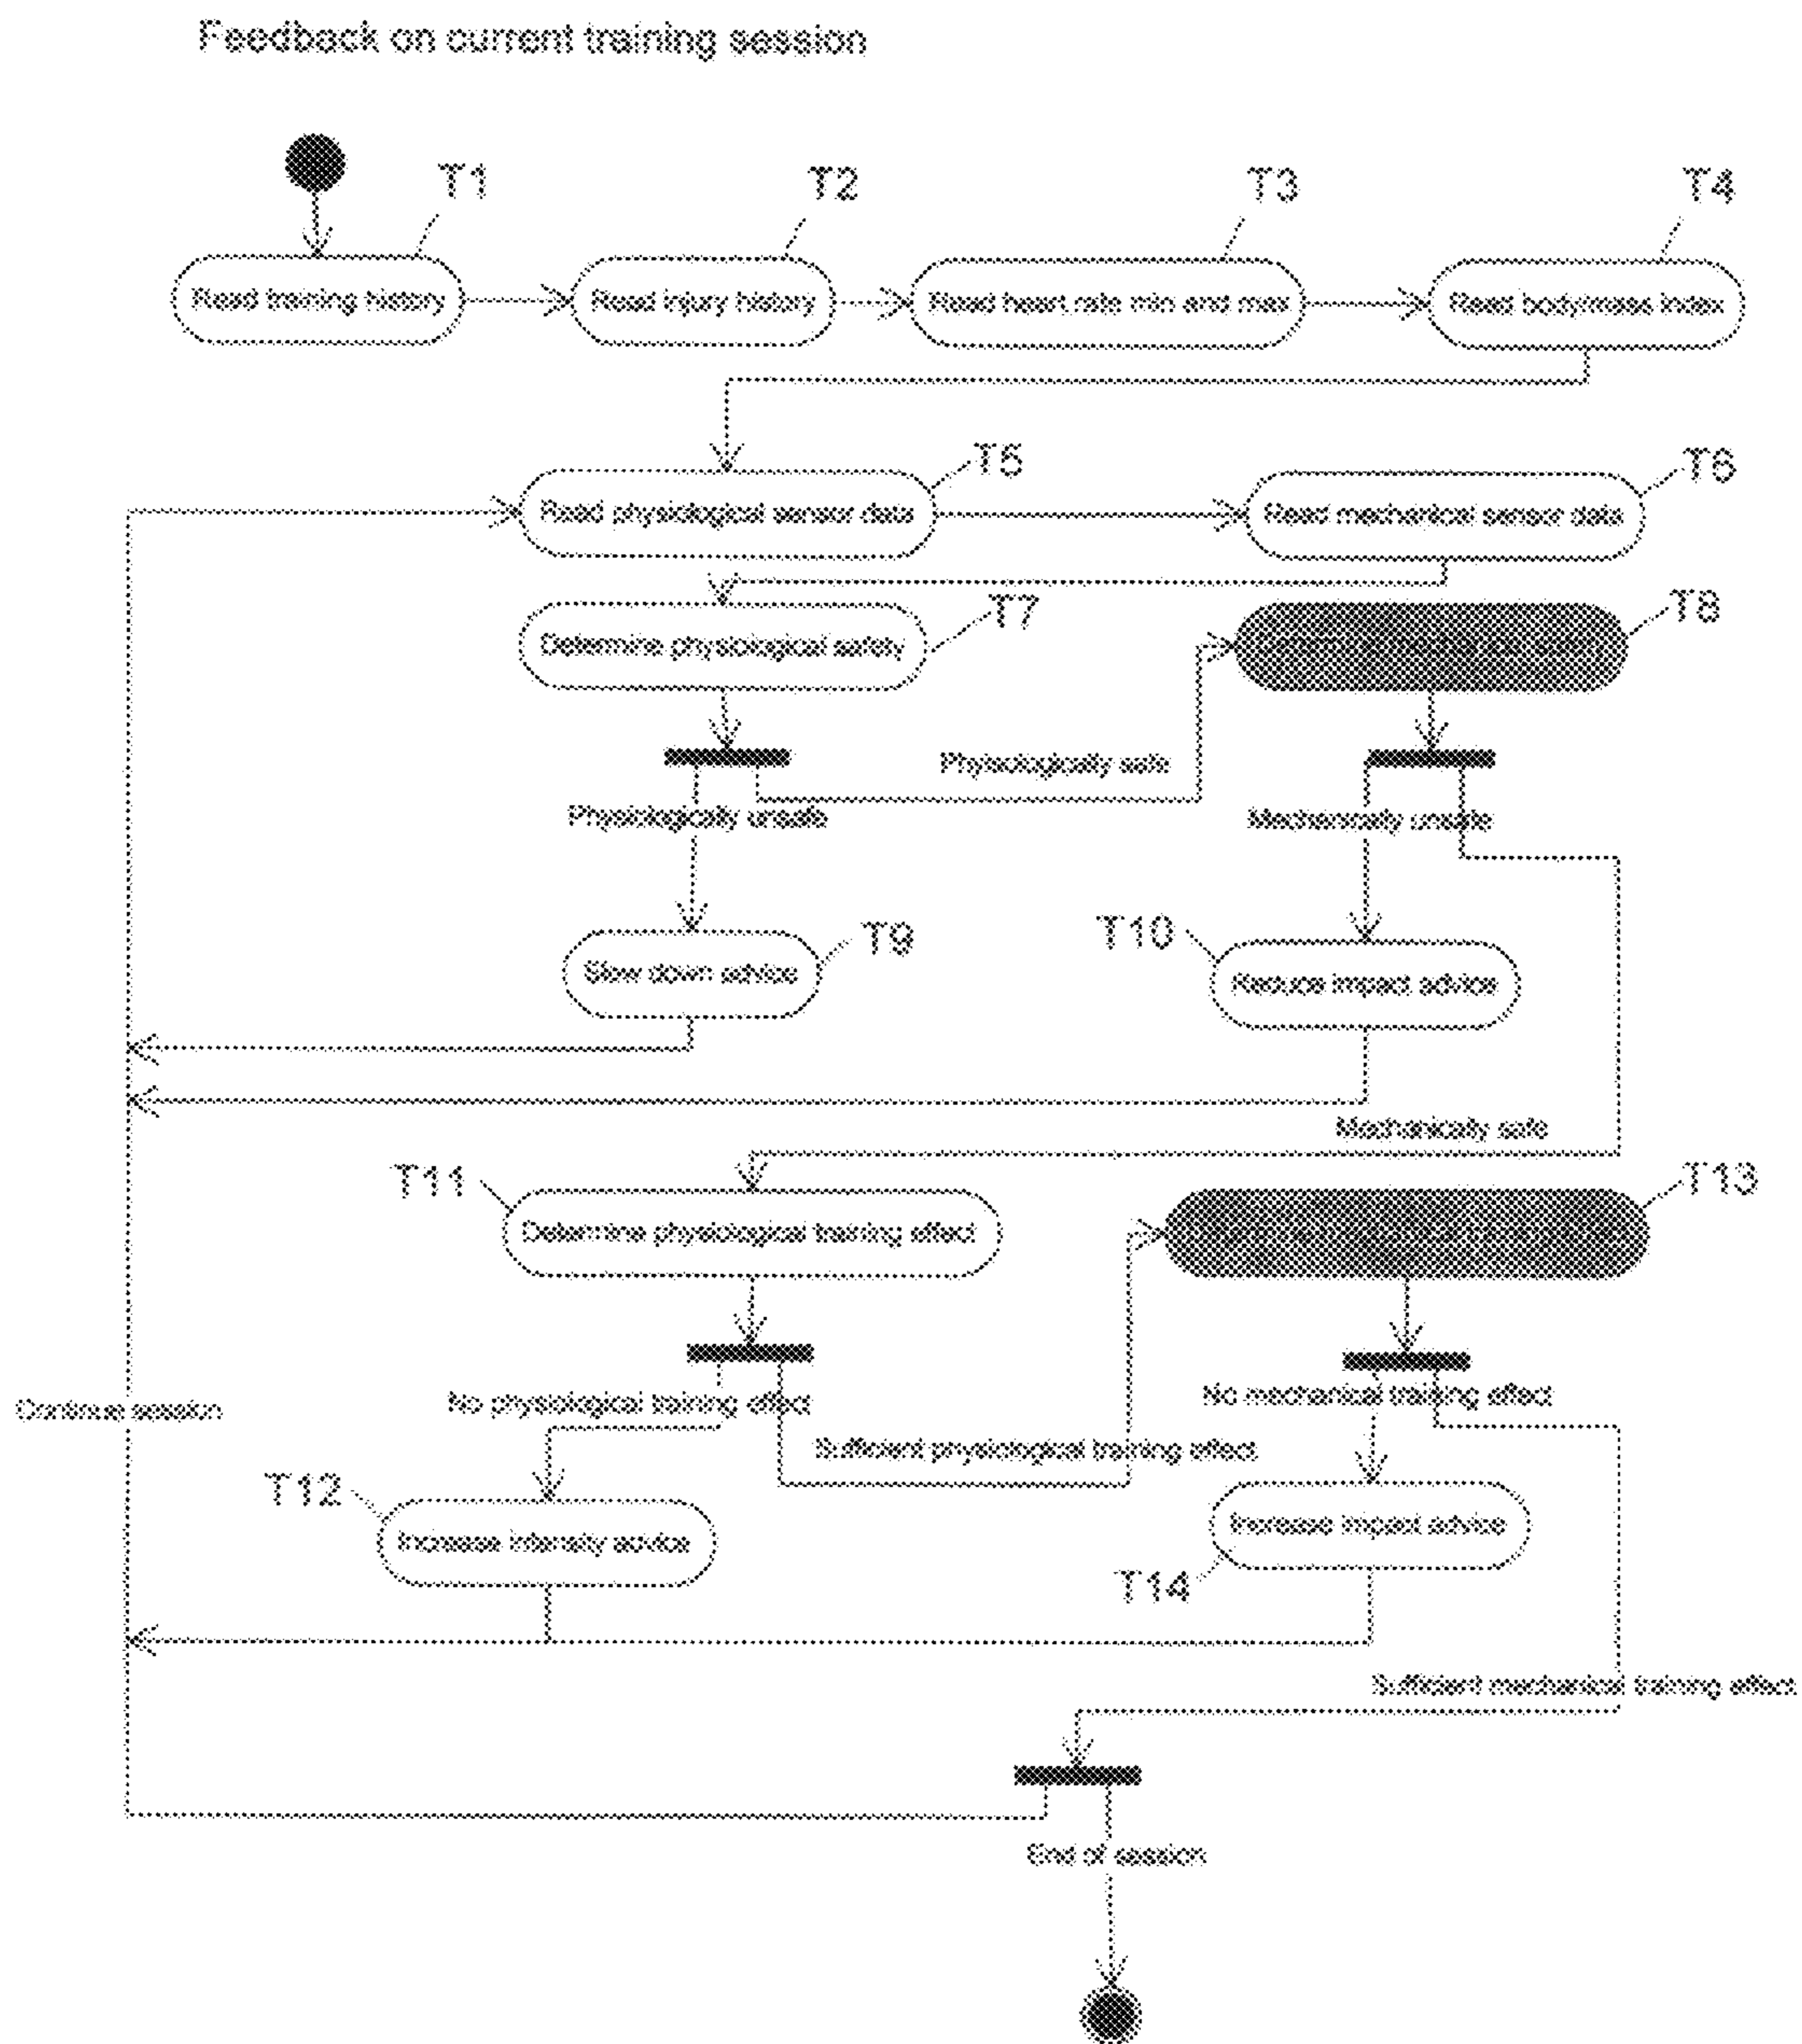 Feedback on current training session
T1
T2
T3
T4
Read training history
Read injury history
Read heart rate min and max
Read bodymass index
T5
T6
Read physiological sensor data
Read mechanical sensor data
T7
T8
Determine physiological safety
Physiologically safe
Physiologically unsafe
Mechanically unsafe
T9
T10
Slow down advice
Reduce impact advice
Mechanically safe
T11
T13
Determine physiological training effect
No physiological training effect
No mechanical training effect
Continue session
Sufficient physiological training effect
T12
Increase intensity advice
Increase impact advice
T14
Sufficient mechanical training effect
End of session